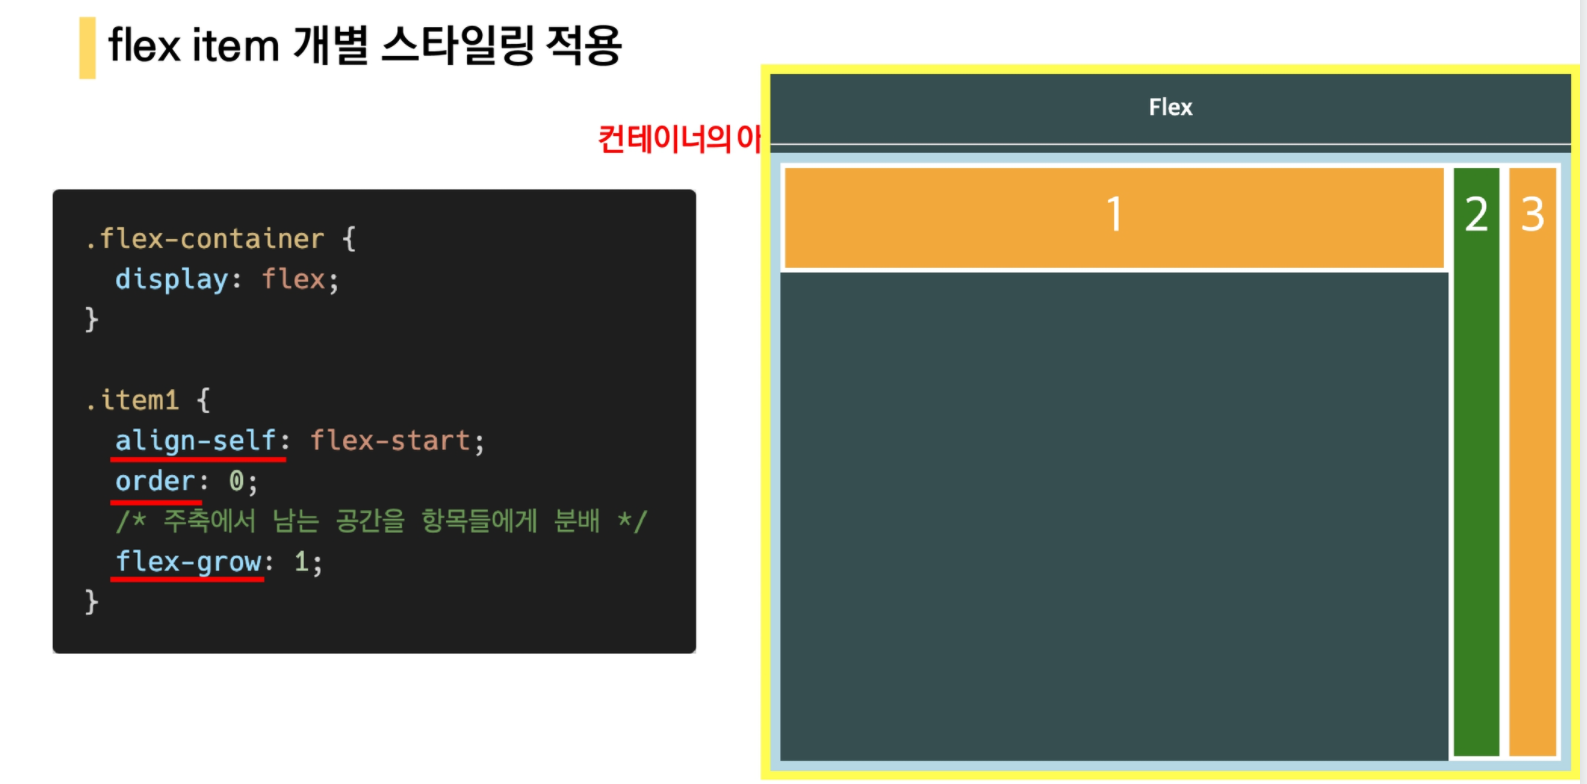 flex item 개별 스타일링 적용
컨테이너의 아
.flex-container {
display: flex;
}
.item1 {
align-self: flex-start;
order: 0;
/* 주축에서 남는 공간을 항목들에게 분배 */
flex-grow: 1;
}
Flex
1 2 3